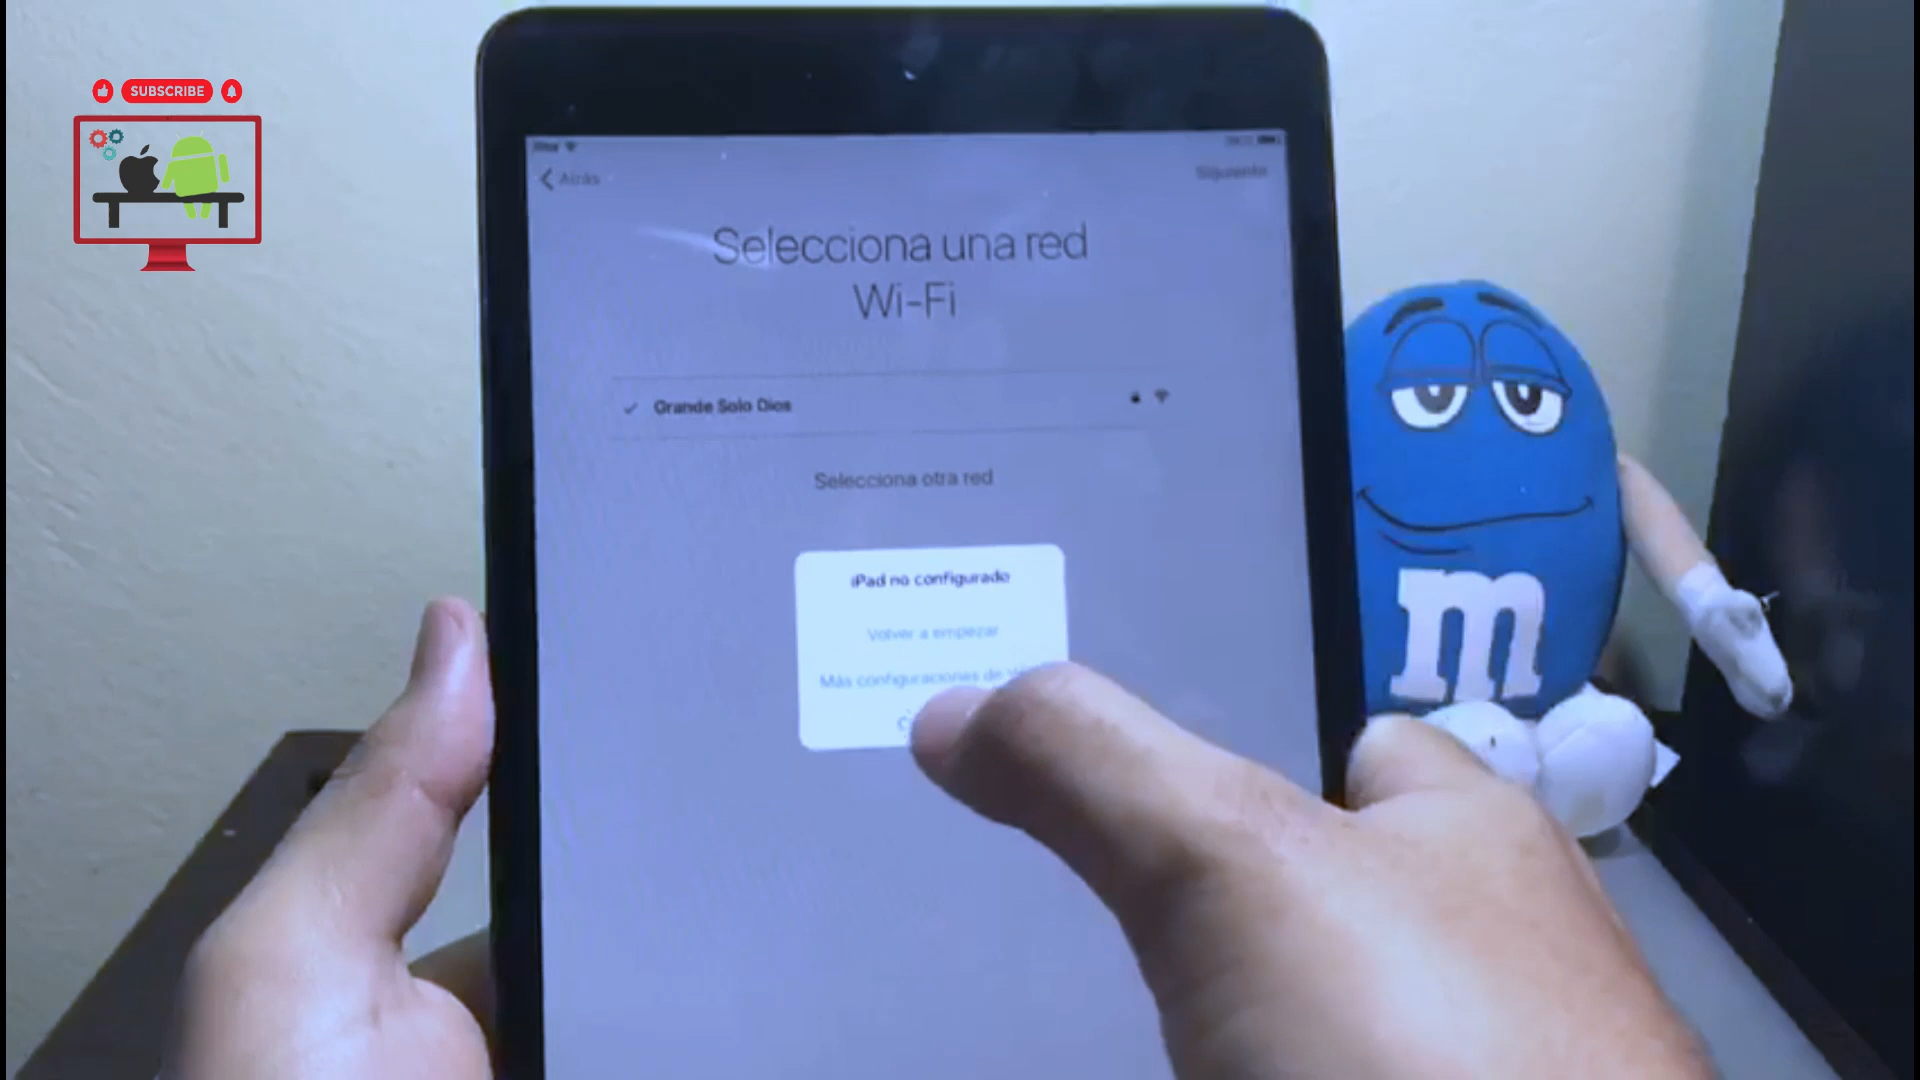 SUBSCRIBE
Atrás
Siguiente
Selecciona una red
Wi-Fi
Grande Solo Dios
Selecciona otra red
iPad no configurado
Volver a empezar
Más configuraciones de
m